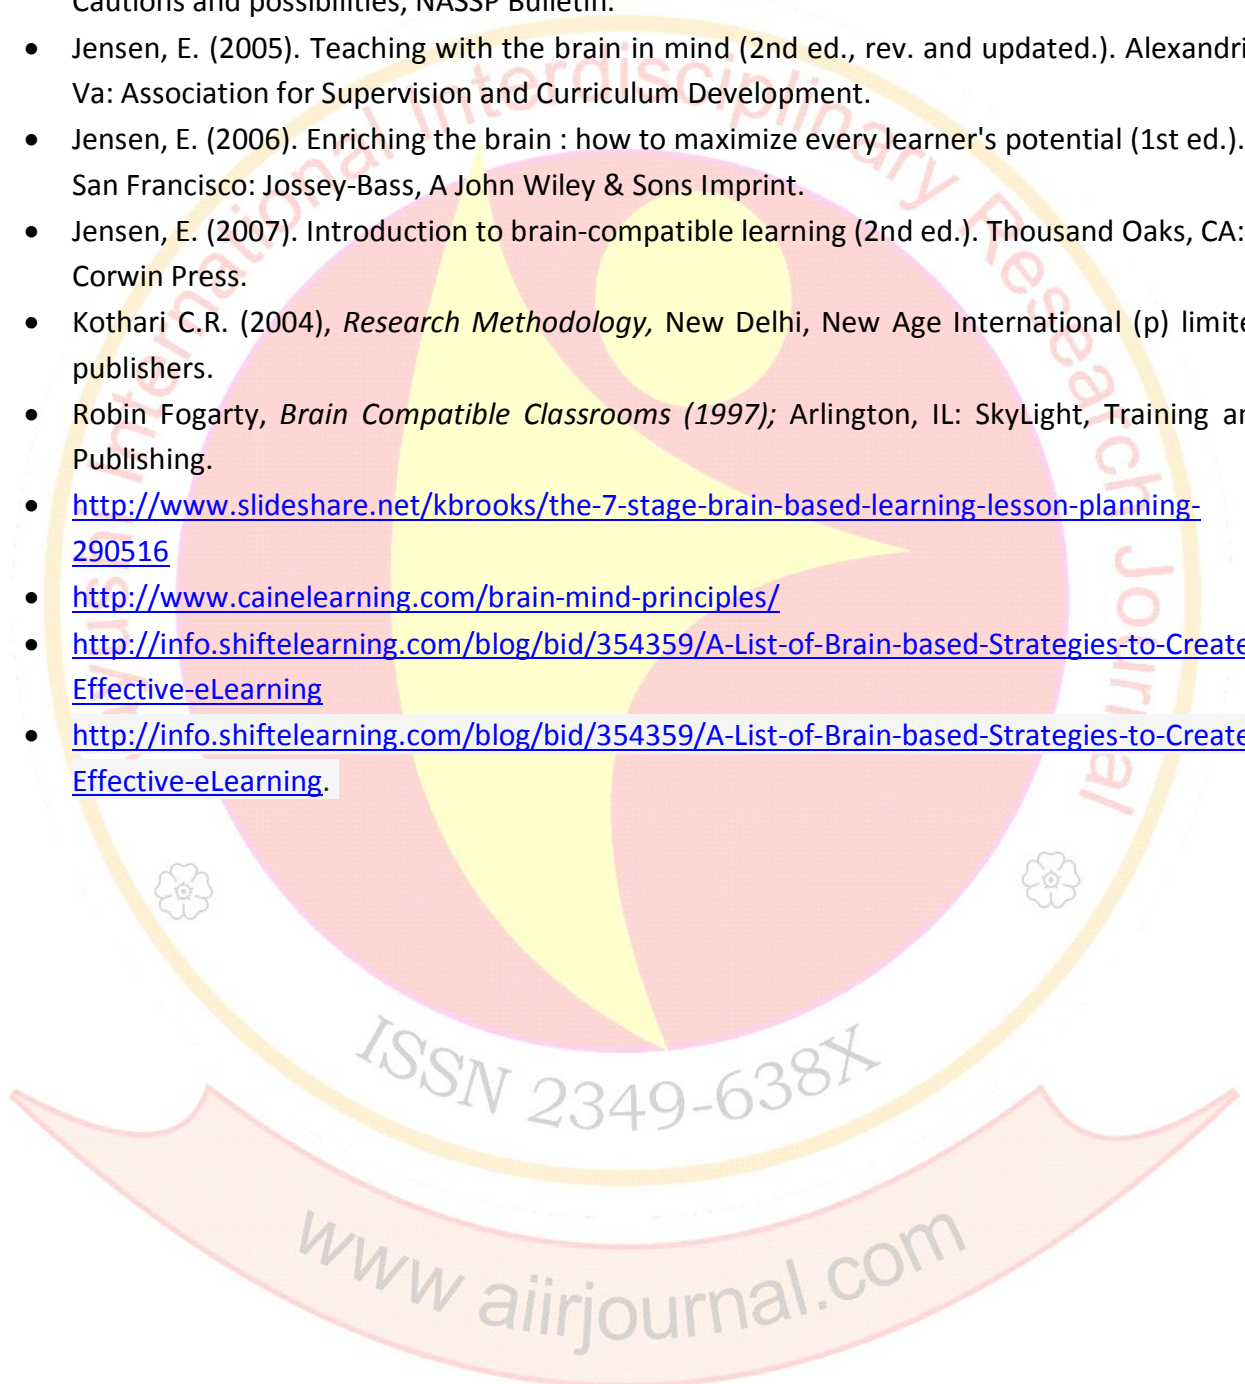 Cautions and possibilities, NASSP Bulletin.
• Jensen, E. (2005). Teaching with the brain in mind (2nd ed., rev. and updated.). Alexandri
Va: Association for Supervision and Curriculum Development.
• Jensen, E. (2006). Enriching the brain : how to maximize every learner's potential (1st ed.).
San Francisco: Jossey-Bass, A John Wiley & Sons Imprint.
• Jensen, E. (2007). Introduction to brain-compatible learning (2nd ed.). Thousand Oaks, CA:
Corwin Press.
• Kothari C.R. (2004), Research Methodology, New Delhi, New Age International (p) limite
publishers.
• Robin Fogarty, Brain Compatible Classrooms (1997); Arlington, IL: SkyLight, Training an
Publishing.
• http://www.slideshare.net/kbrooks/the-7-stage-brain-based-learning-lesson-planning-
290516
• http://www.cainelearning.com/brain-mind-principles/
• http://info.shiftelearning.com/blog/bid/354359/A-List-of-Brain-based-Strategies-to-Create
Effective-eLearning
• http://info.shiftelearning.com/blog/bid/354359/A-List-of-Brain-based-Strategies-to-Create
Effective-eLearning.
International Interdisciplinary Research Journal
ISSN 2349-638X
www aiirjournal.com